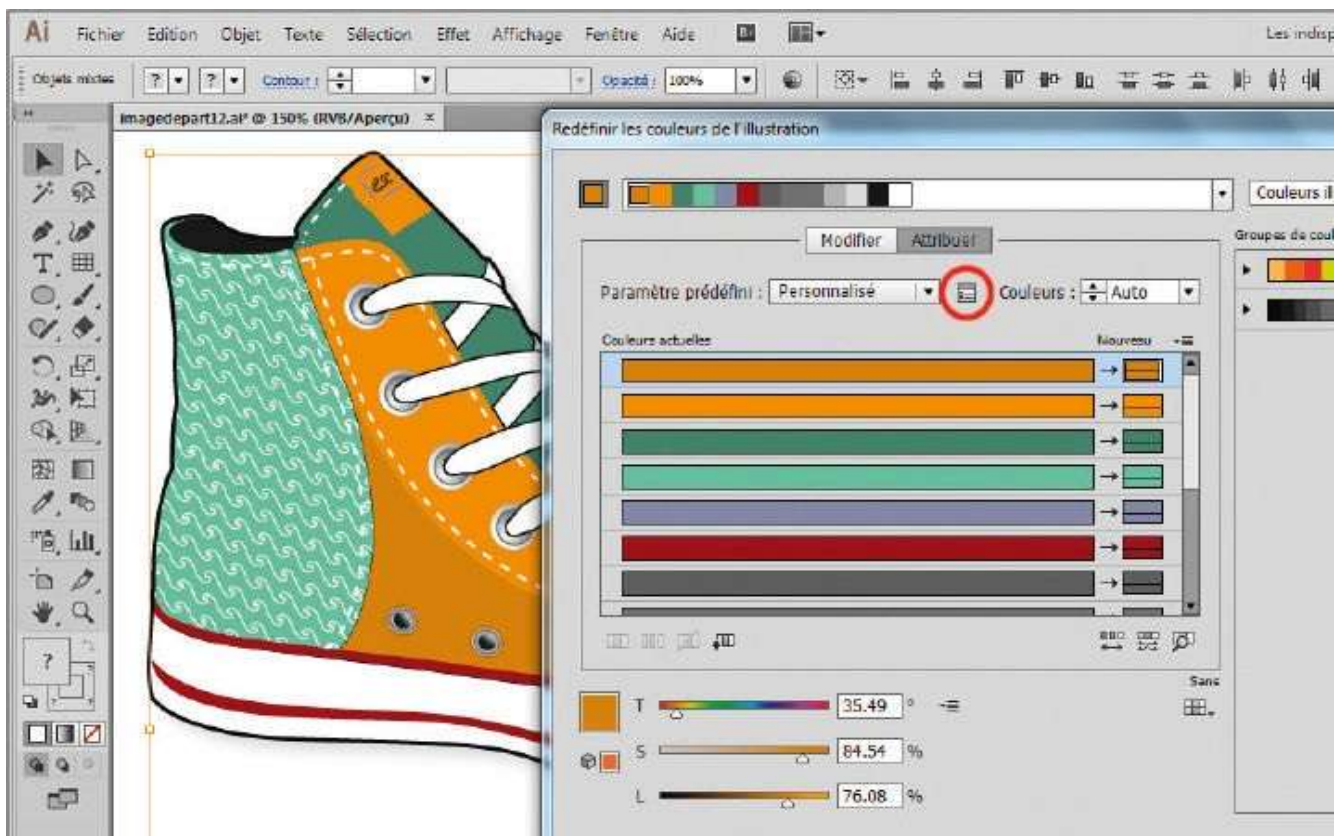 Ai Fichier Edition Objet Texte Sélection Effet Affichage Fenêtre Aide Br Les indisp
Objets mixtes ? ? Contour : Opacité : 100%
imagedepart12.ai* @ 150% (RVB/Aperçu) ×
Redéfinir les couleurs de l'illustration
Couleurs ill
Modifier Attribuer
Groupes de coul
Paramètre prédéfini : Personnalisé Couleurs : Auto
Couleurs actuelles Nouveau
Sans
?
T 35.49 °
S 84.54 %
L 76.08 %